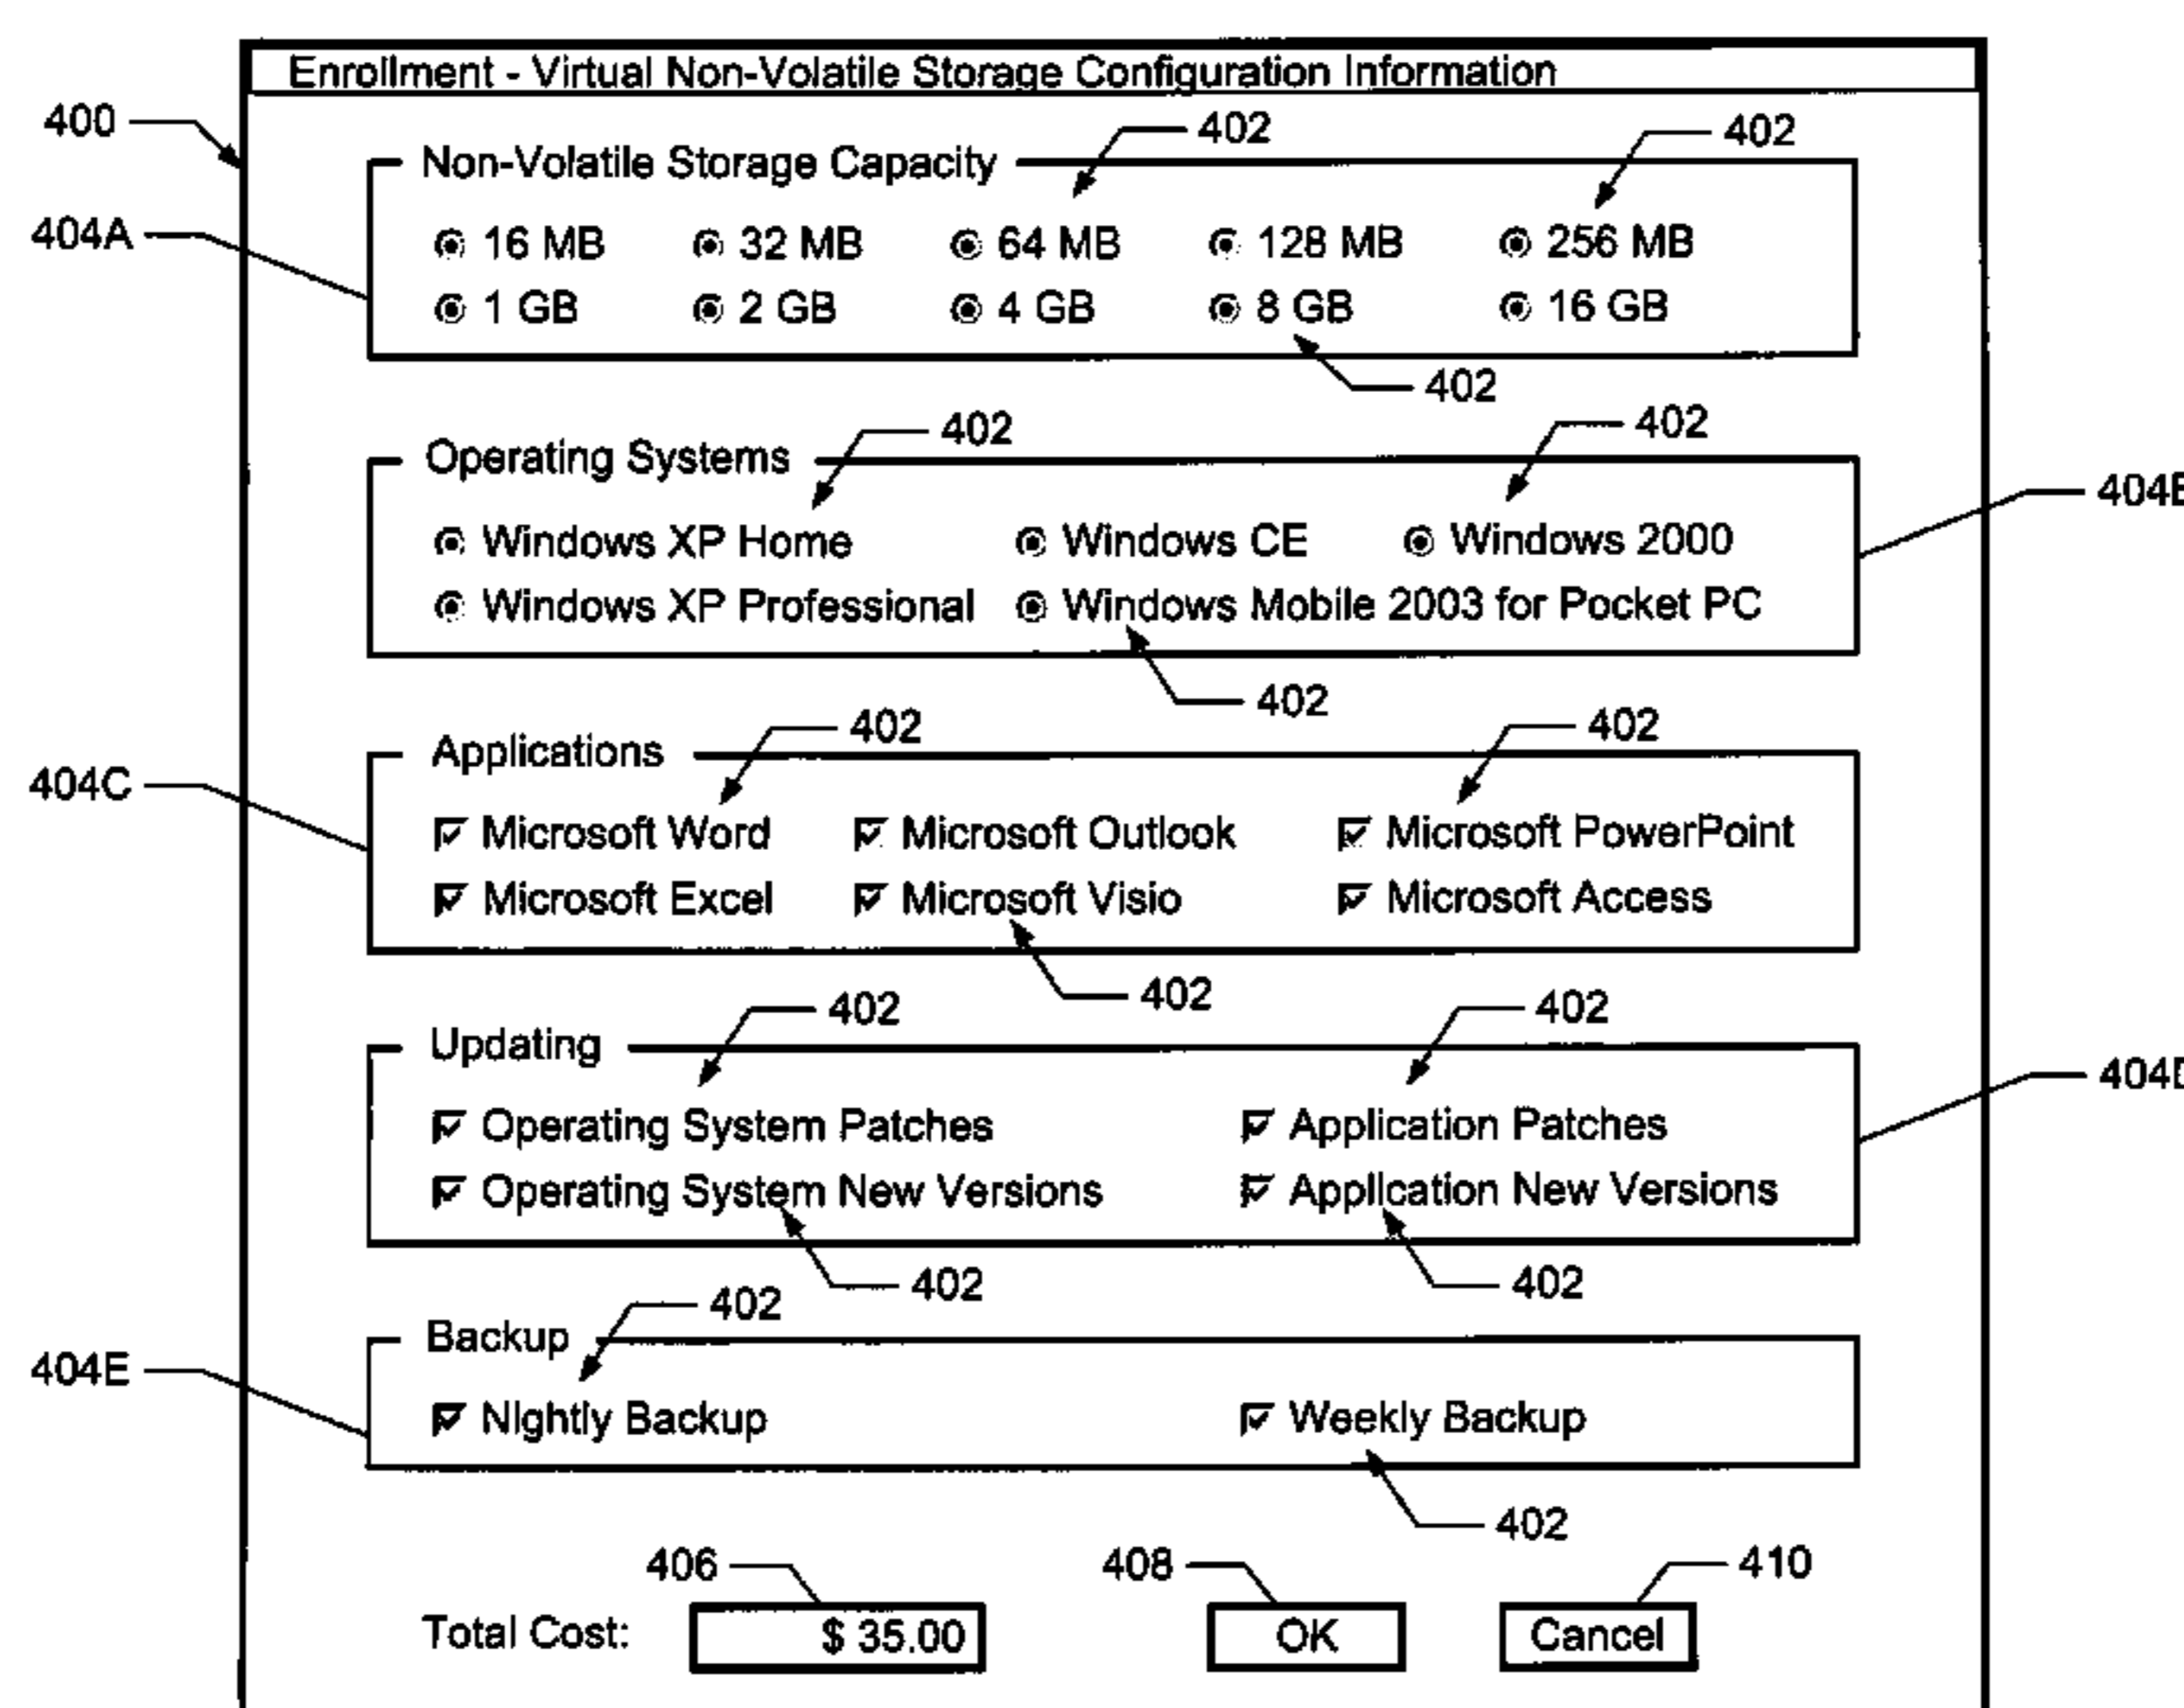 Enrollment - Virtual Non-Volatile Storage Configuration Information
400
402
402
Non-Volatile Storage Capacity
404A
16 MB 32 MB 64 MB 128 MB 256 MB
1 GB 2 GB 4 GB 8 GB 16 GB
402
402
402
Operating Systems
404B
Windows XP Home Windows CE Windows 2000
Windows XP Professional Windows Mobile 2003 for Pocket PC
402
402
402
Applications
404C
Microsoft Word Microsoft Outlook Microsoft PowerPoint
Microsoft Excel Microsoft Visio Microsoft Access
402
402
402
Updating
404D
Operating System Patches Application Patches
Operating System New Versions Application New Versions
402
402
402
Backup
404E
Nightly Backup Weekly Backup
402
406
408
410
Total Cost: $ 35.00 OK Cancel